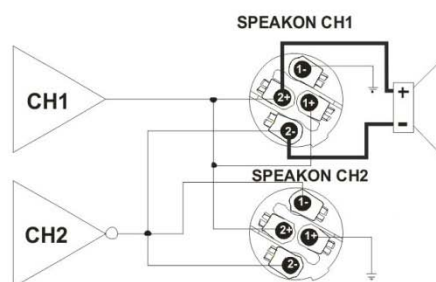 SPEAKON CH1
1-
CH1
2+
1+
+
2-
-
SPEAKON CH2
1-
CH2
2+
1+
2-